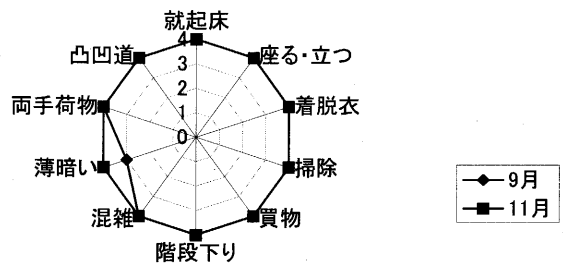 就起床
凸凹道
座る・立つ
両手荷物
着脱衣
4
3
2
1
0
薄暗い
掃除
混雑
買物
階段下り
9月
11月